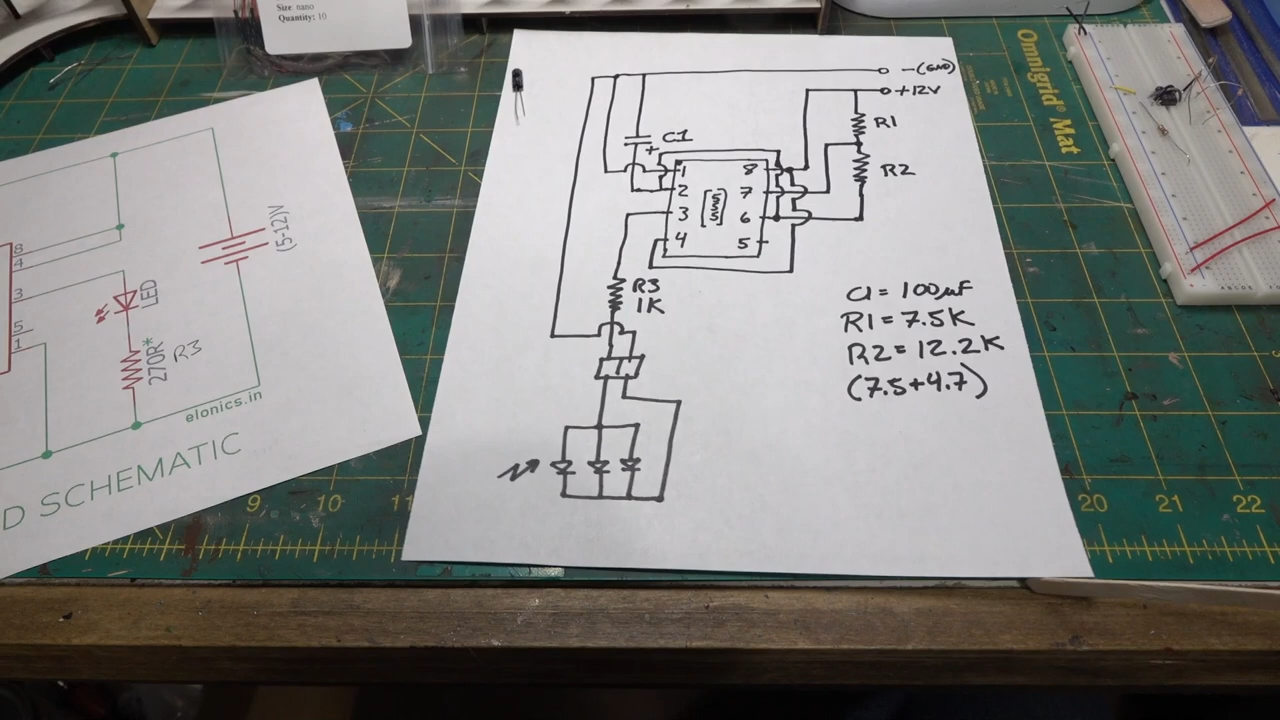 Size: nano
Quantity: 10
Omnigrid® Mat
(5-12)V
8
4
3
5
1
LED
270R*
R3
elonics.in
D SCHEMATIC
-(GND)
+12V
R1
R2
C1
+
1
8
2
7
3
6
4
5
555
R3
1K
C1 = 100µF
R1 = 7.5K
R2 = 12.2K
(7.5+4.7)
9
10
11
20
21
22